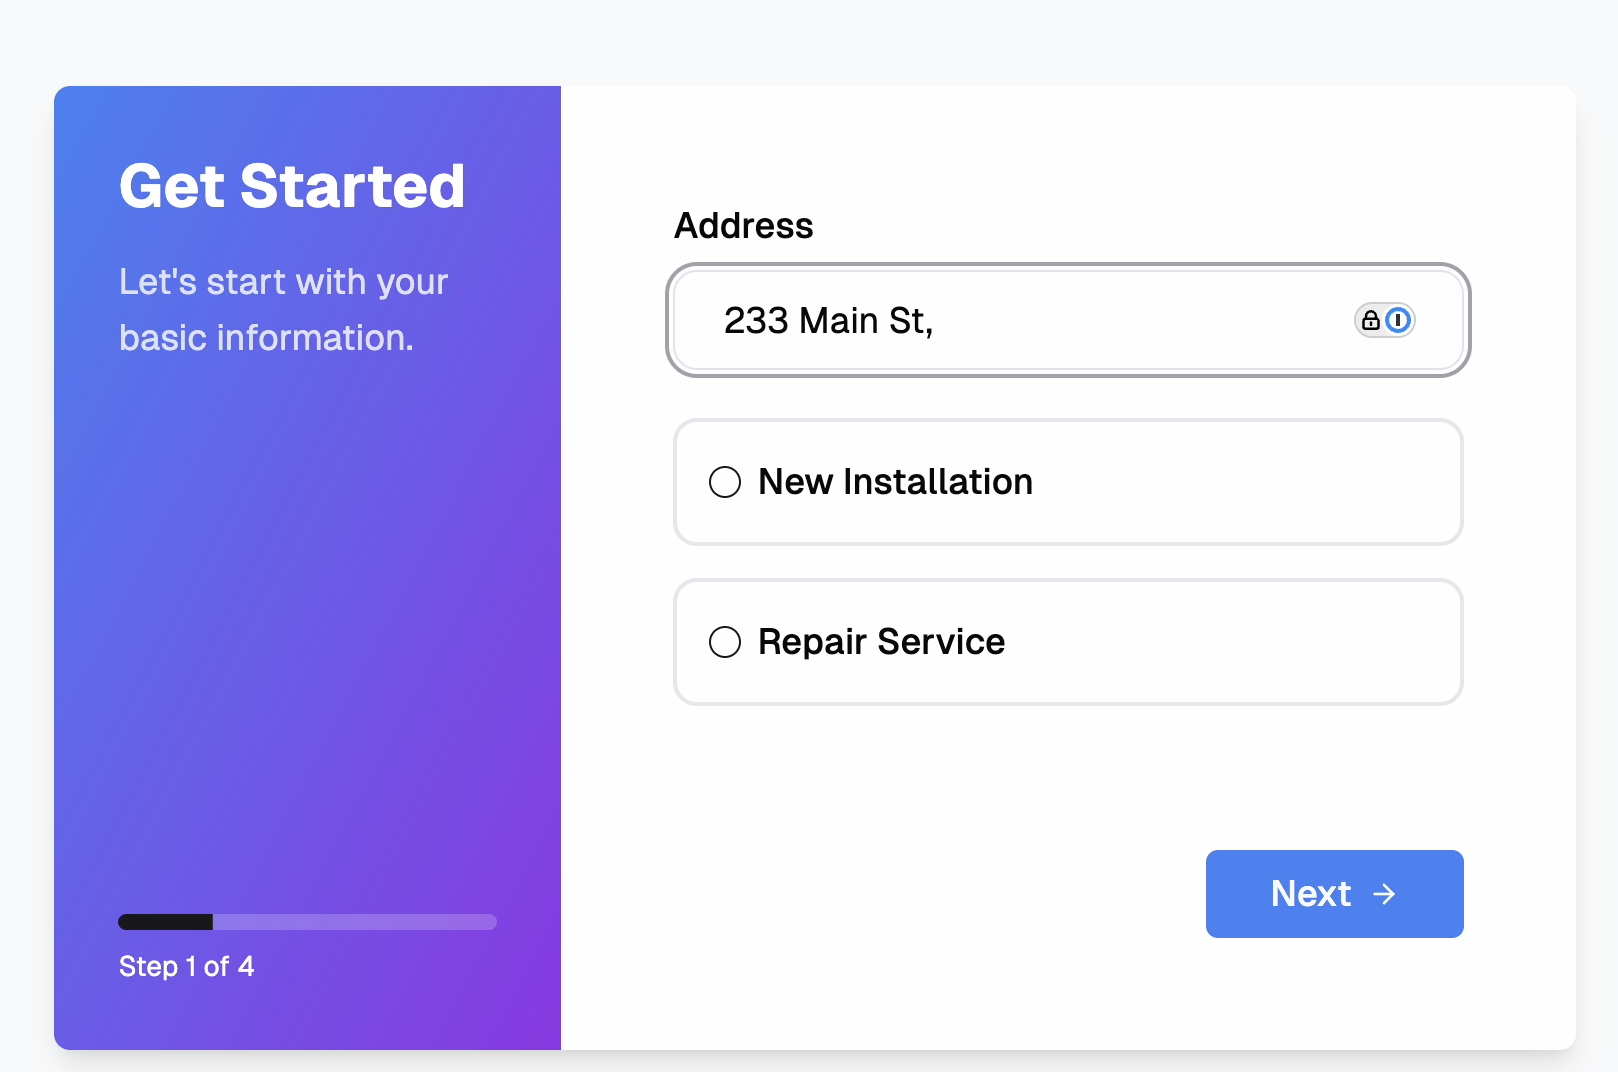 Get Started
Let's start with your
basic information.
Step 1 of 4
Address
233 Main St,
New Installation
Repair Service
Next →